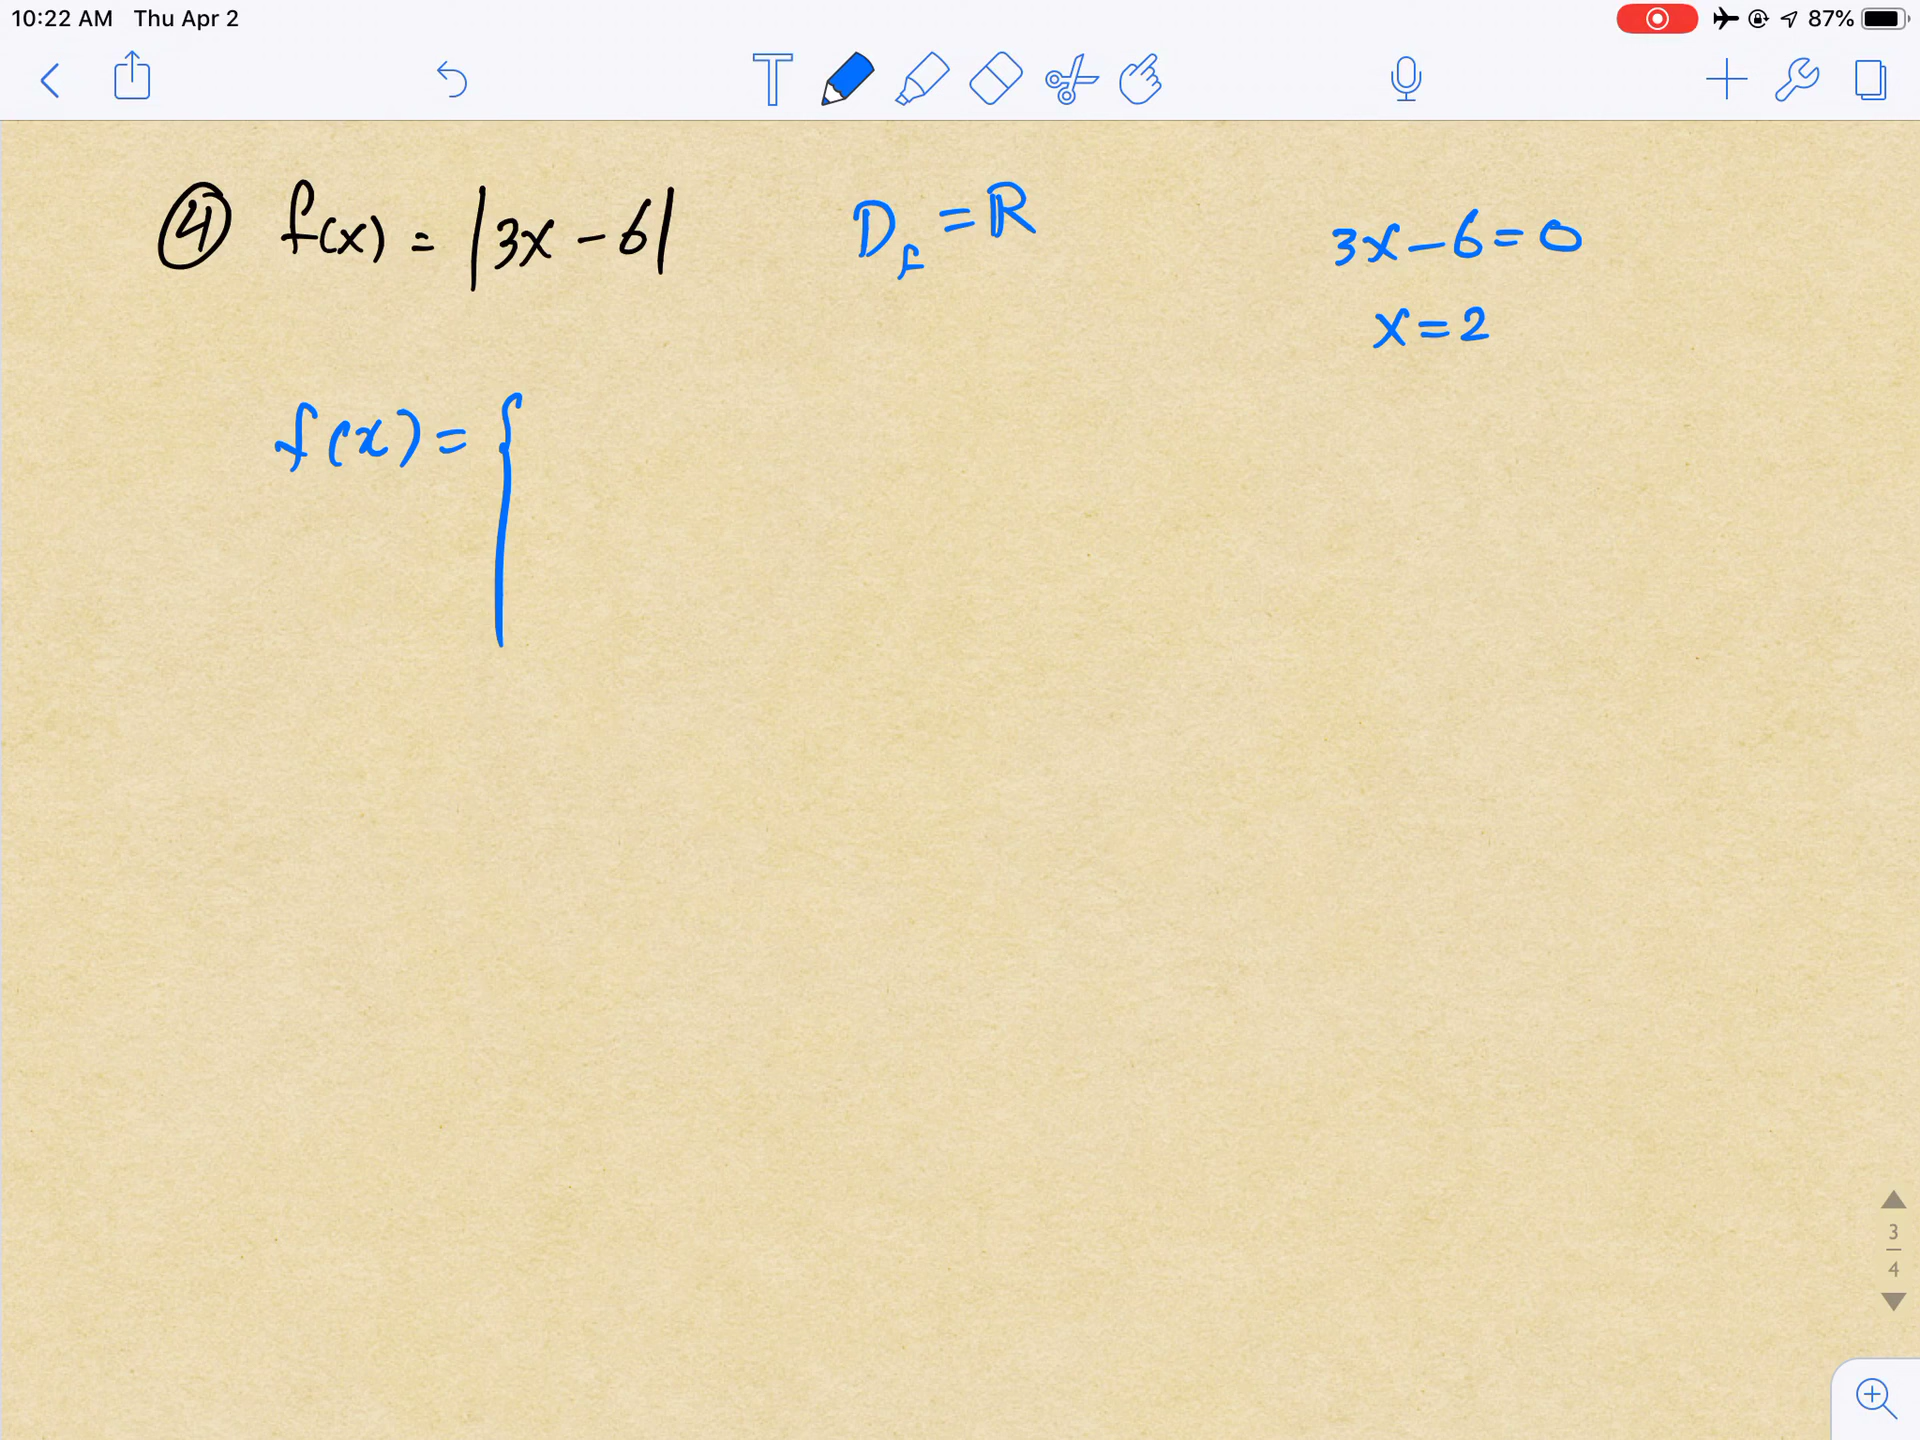 10:22 AM Thu Apr 2
87%
T
④ f(x) = |3x - 6|
D_f = ℝ
3x - 6 = 0
x = 2
f(x) = {
3
4